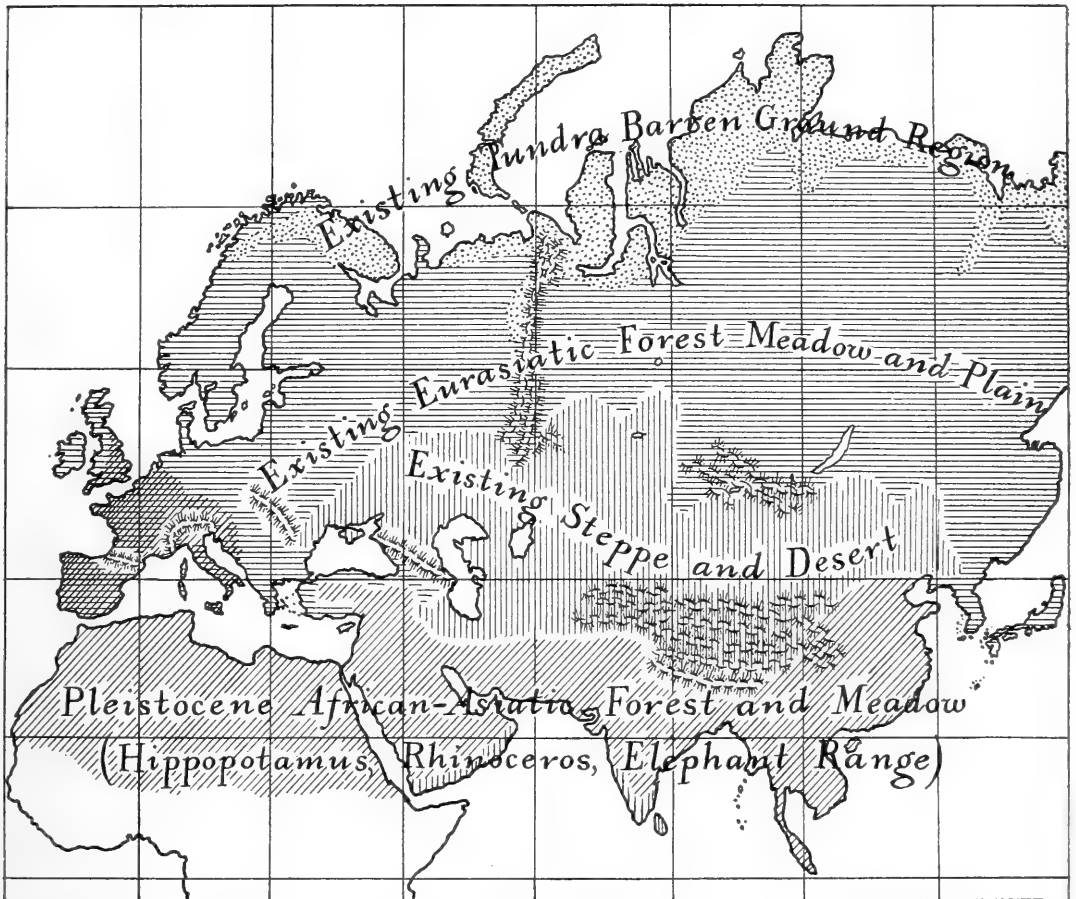 Existing Tundra Barren Ground Region
Existing Eurasiatic Forest Meadow and Plain
Existing Steppe and Desert
Pleistocene African-Asiatic Forest and Meadow
(Hippopotamus, Rhinoceros, Elephant Range)